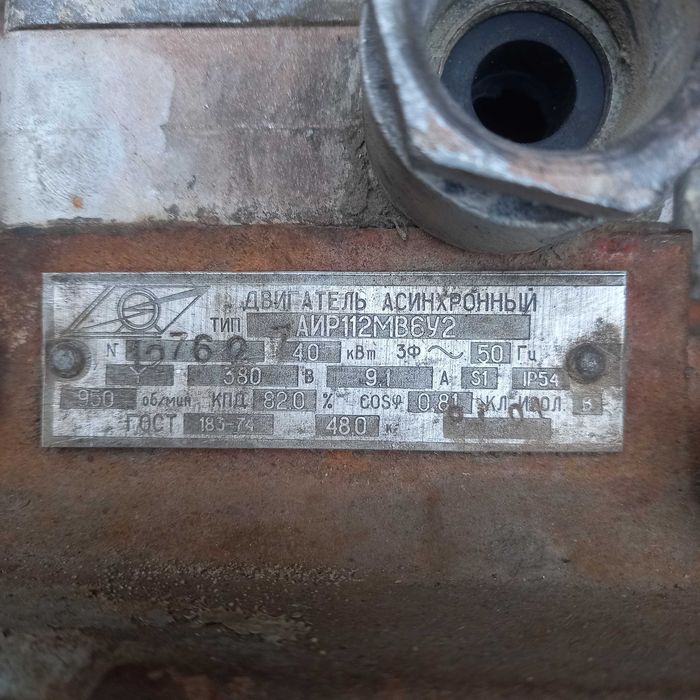 ДВИГАТЕЛЬ АСИНХРОННЫЙ
ТИП АИР112МВ6У2
N 4,0 кВт 3Ф ~ 50 Гц
Y 380 В 9,1 А S1 IP54
950 об/мин КПД 82,0 % COSφ 0,81 КЛ.ИЗОЛ. В
ГОСТ 183-74 48,0 кг